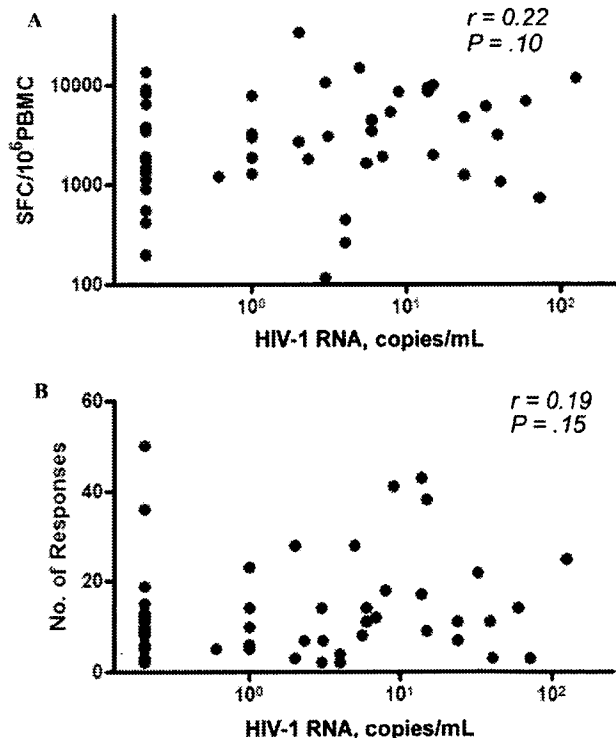 A
r = 0.22
P = .10
SFC/10⁶PBMC
10000
1000
100
10⁰ 10¹ 10²
HIV-1 RNA, copies/mL
B
r = 0.19
P = .15
No. of Responses
60
40
20
0
10⁰ 10¹ 10²
HIV-1 RNA, copies/mL